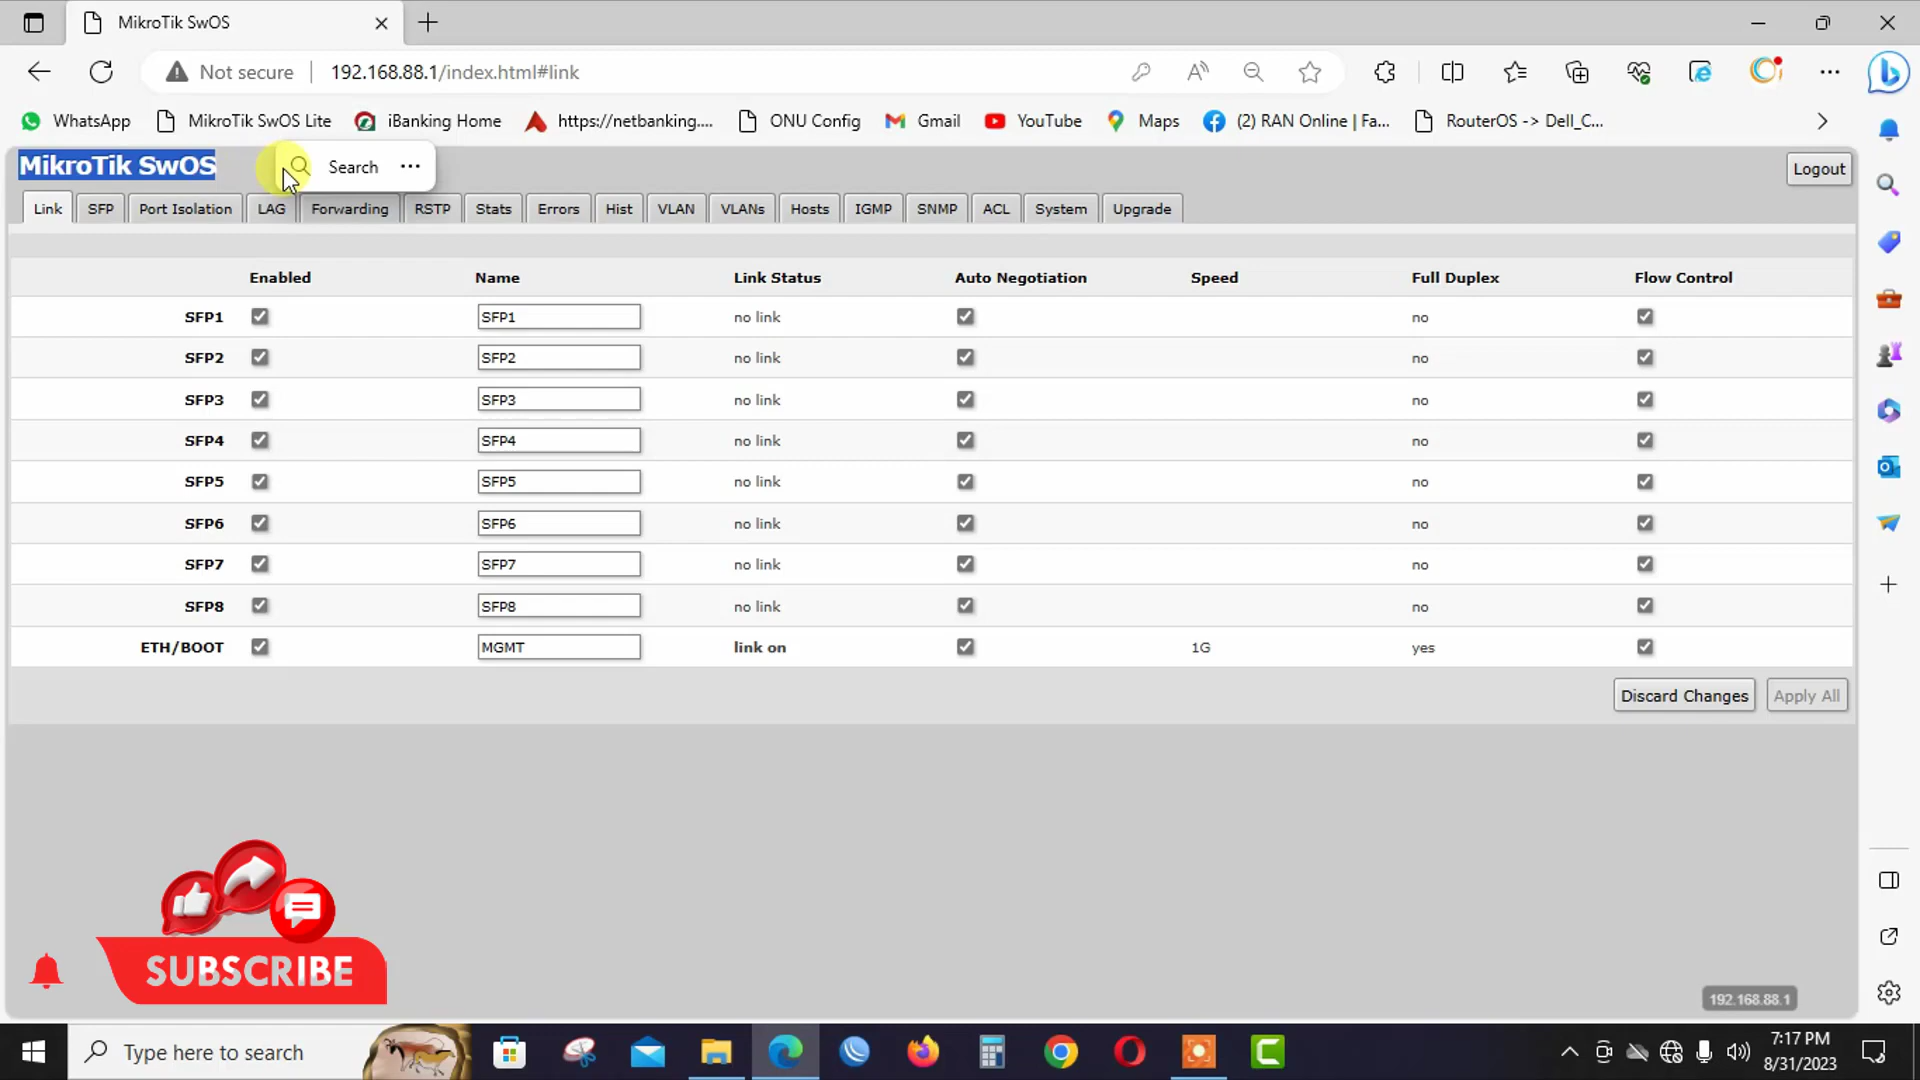 MikroTik SwOS
Not secure 192.168.88.1/index.html#link
WhatsApp MikroTik SwOS Lite iBanking Home https://netbanking.... ONU Config Gmail YouTube Maps (2) RAN Online | Fa... RouterOS -> Dell_C...
MikroTik SwOS Search Logout
Link SFP Port Isolation LAG Forwarding RSTP Stats Errors Hist VLAN VLANs Hosts IGMP SNMP ACL System Upgrade
Enabled Name Link Status Auto Negotiation Speed Full Duplex Flow Control
SFP1 SFP1 no link no
SFP2 SFP2 no link no
SFP3 SFP3 no link no
SFP4 SFP4 no link no
SFP5 SFP5 no link no
SFP6 SFP6 no link no
SFP7 SFP7 no link no
SFP8 SFP8 no link no
ETH/BOOT MGMT link on 1G yes
Discard Changes Apply All
SUBSCRIBE
192.168.88.1
Type here to search 7:17 PM
8/31/2023